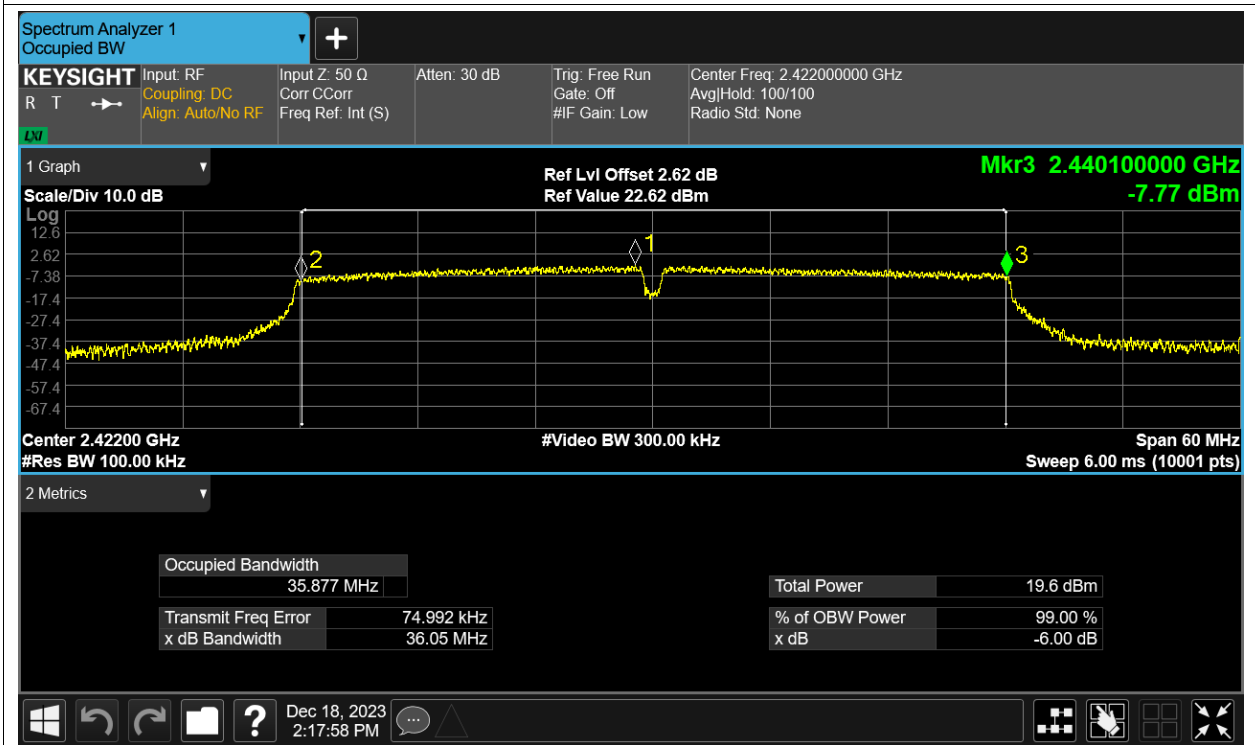 Spectrum Analyzer 1
Occupied BW
KEYSIGHT
R T
LXI
Input: RF
Coupling: DC
Align: Auto/No RF
Input Z: 50 Ω
Corr CCorr
Freq Ref: Int (S)
Atten: 30 dB
Trig: Free Run
Gate: Off
#IF Gain: Low
Center Freq: 2.422000000 GHz
Avg|Hold: 100/100
Radio Std: None
1 Graph
Scale/Div 10.0 dB
Ref Lvl Offset 2.62 dB
Ref Value 22.62 dBm
Mkr3 2.440100000 GHz
-7.77 dBm
Log
12.6
2.62
-7.38
-17.4
-27.4
-37.4
-47.4
-57.4
-67.4
2
1
3
Center 2.42200 GHz
#Video BW 300.00 kHz
Span 60 MHz
#Res BW 100.00 kHz
Sweep 6.00 ms (10001 pts)
2 Metrics
Occupied Bandwidth
35.877 MHz
Total Power 19.6 dBm
Transmit Freq Error 74.992 kHz
% of OBW Power 99.00 %
x dB Bandwidth 36.05 MHz
x dB -6.00 dB
?
Dec 18, 2023
2:17:58 PM